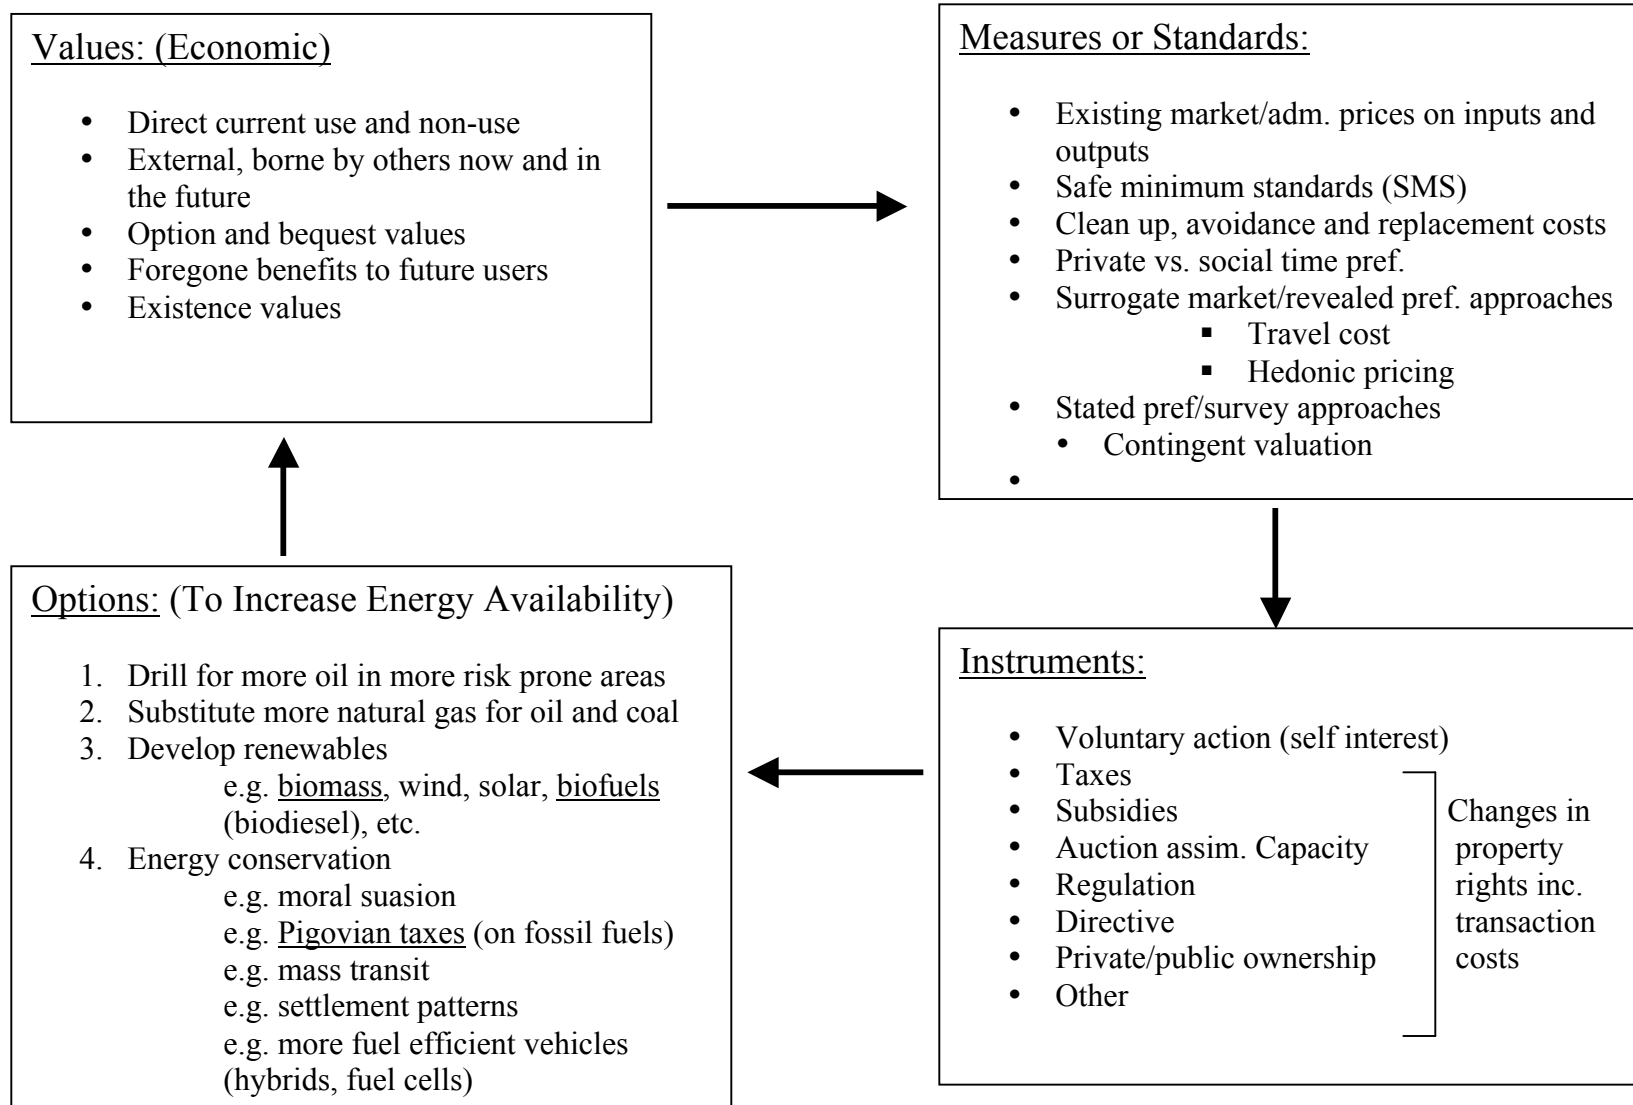 Values: (Economic)
• Direct current use and non-use
• External, borne by others now and in
the future
• Option and bequest values
• Foregone benefits to future users
• Existence values
Measures or Standards:
• Existing market/adm. prices on inputs and
outputs
• Safe minimum standards (SMS)
• Clean up, avoidance and replacement costs
• Private vs. social time pref.
• Surrogate market/revealed pref. approaches
▪ Travel cost
▪ Hedonic pricing
• Stated pref/survey approaches
• Contingent valuation
•
Options: (To Increase Energy Availability)
1. Drill for more oil in more risk prone areas
2. Substitute more natural gas for oil and coal
3. Develop renewables
e.g. biomass, wind, solar, biofuels
(biodiesel), etc.
4. Energy conservation
e.g. moral suasion
e.g. Pigovian taxes (on fossil fuels)
e.g. mass transit
e.g. settlement patterns
e.g. more fuel efficient vehicles
(hybrids, fuel cells)
Instruments:
• Voluntary action (self interest)
• Taxes
• Subsidies
• Auction assim. Capacity
• Regulation
• Directive
• Private/public ownership
• Other
Changes in
property
rights inc.
transaction
costs